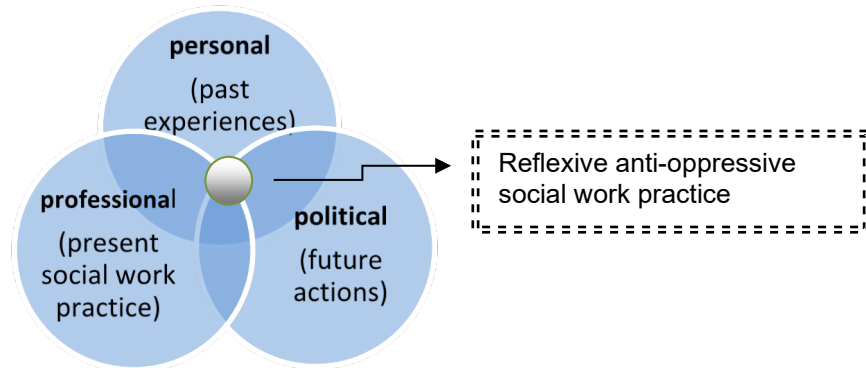 personal
(past
experiences)
professional
(present
social work
practice)
political
(future
actions)
Reflexive anti-oppressive
social work practice